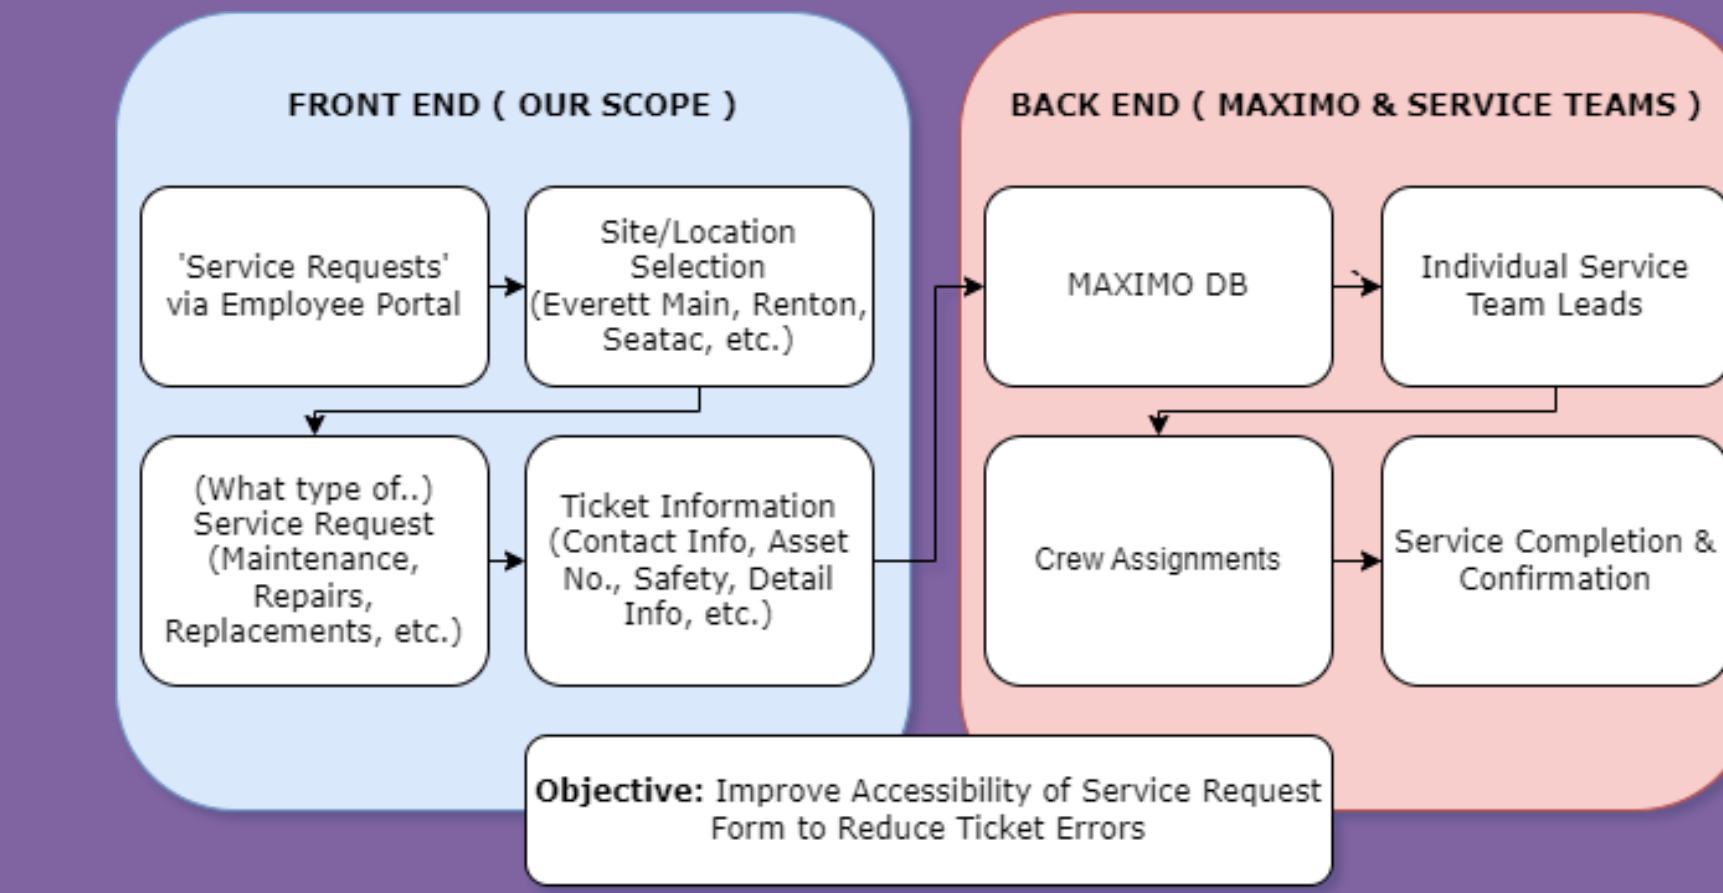 FRONT END ( OUR SCOPE )
'Service Requests'
via Employee Portal
Site/Location
Selection
(Everett Main, Renton,
Seatac, etc.)
(What type of..)
Service Request
(Maintenance,
Repairs,
Replacements, etc.)
Ticket Information
(Contact Info, Asset
No., Safety, Detail
Info, etc.)
BACK END ( MAXIMO & SERVICE TEAMS )
MAXIMO DB
Individual Service
Team Leads
Crew Assignments
Service Completion &
Confirmation
Objective: Improve Accessibility of Service Request
Form to Reduce Ticket Errors